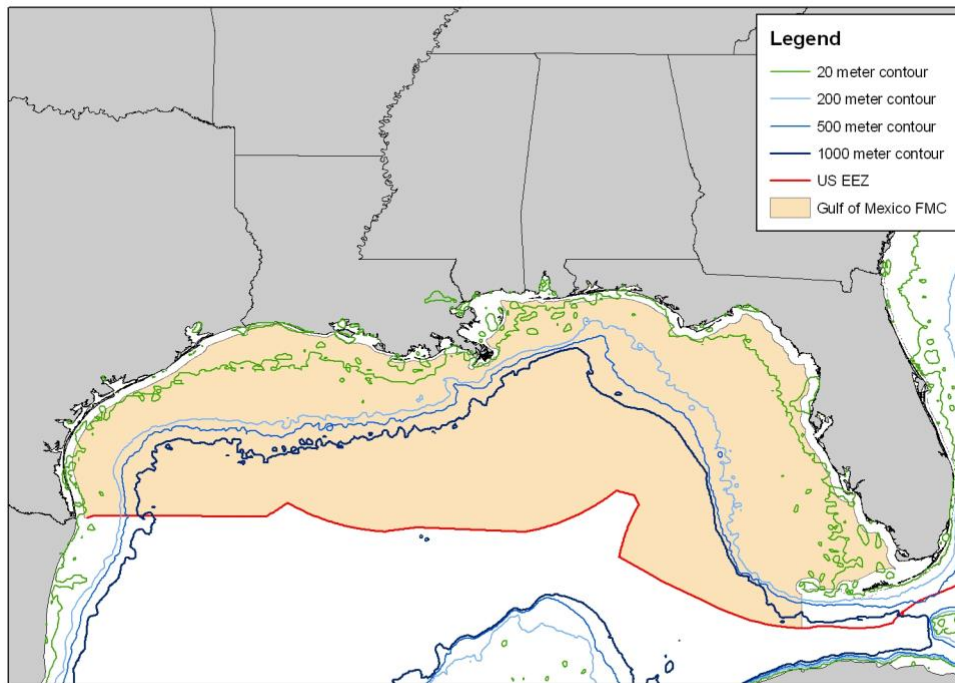 Legend
20 meter contour
200 meter contour
500 meter contour
1000 meter contour
US EEZ
Gulf of Mexico FMC